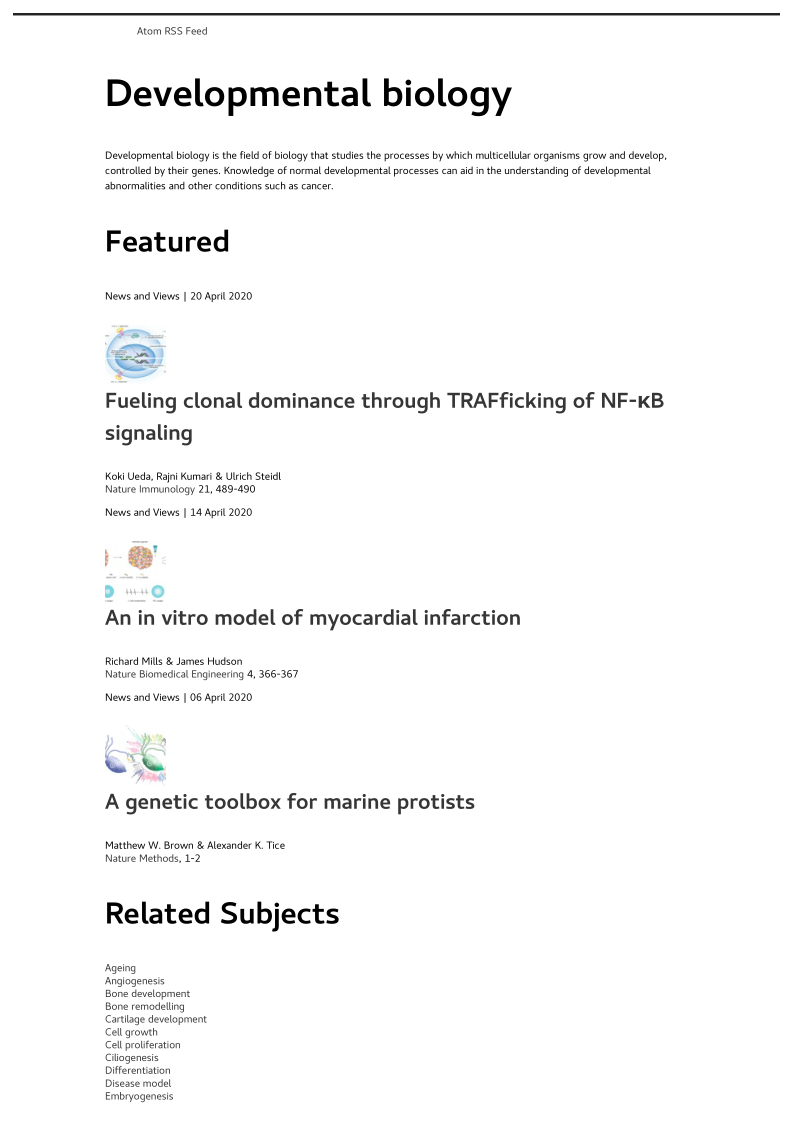 Atom RSS Feed
Developmental biology
Developmental biology is the field of biology that studies the processes by which multicellular organisms grow and develop,
controlled by their genes. Knowledge of normal developmental processes can aid in the understanding of developmental
abnormalities and other conditions such as cancer.
Featured
News and Views | 20 April 2020
Fueling clonal dominance through TRAFficking of NF-κB
signaling
Koki Ueda, Rajni Kumari & Ulrich Steidl
Nature Immunology 21, 489-490
News and Views | 14 April 2020
An in vitro model of myocardial infarction
Richard Mills & James Hudson
Nature Biomedical Engineering 4, 366-367
News and Views | 06 April 2020
A genetic toolbox for marine protists
Matthew W. Brown & Alexander K. Tice
Nature Methods, 1-2
Related Subjects
Ageing
Angiogenesis
Bone development
Bone remodelling
Cartilage development
Cell growth
Cell proliferation
Ciliogenesis
Differentiation
Disease model
Embryogenesis